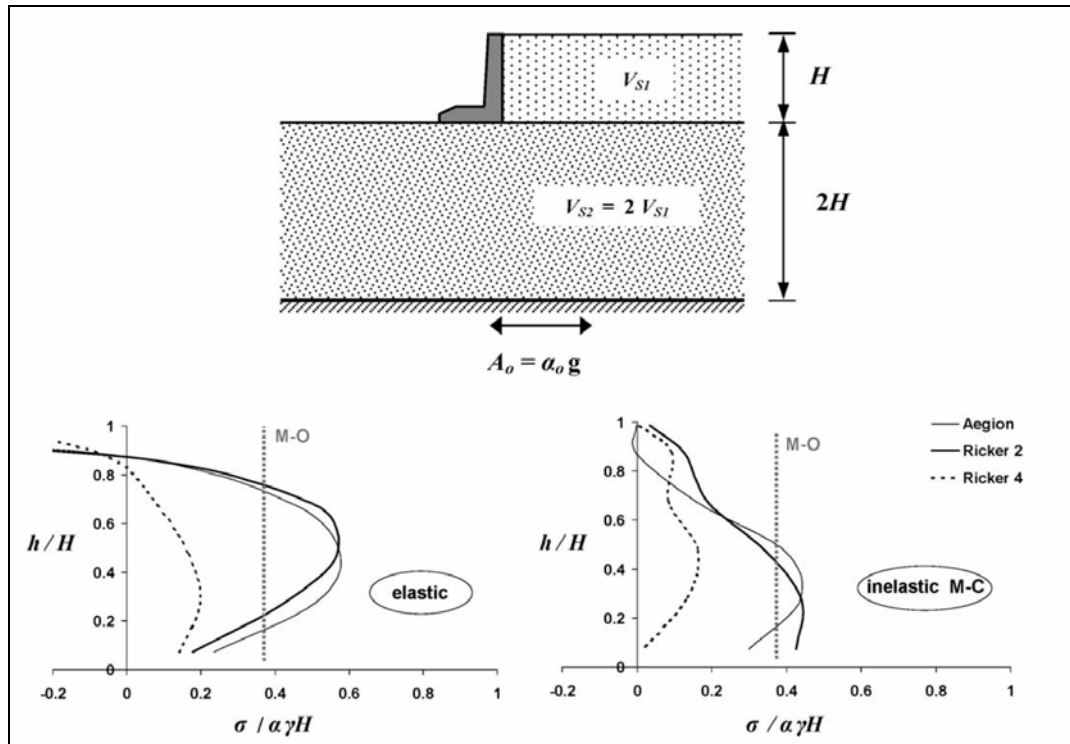 V_S1
H
V_S2 = 2 V_S1
2H
A_o = α_o g
1
0.8
0.6
0.4
0.2
0
h / H
M-O
elastic
-0.2 0 0.2 0.4 0.6 0.8 1
σ / α γH
1
0.8
0.6
0.4
0.2
0
h / H
M-O
Aegion
Ricker 2
Ricker 4
inelastic M-C
-0.2 0 0.2 0.4 0.6 0.8 1
σ / α γH